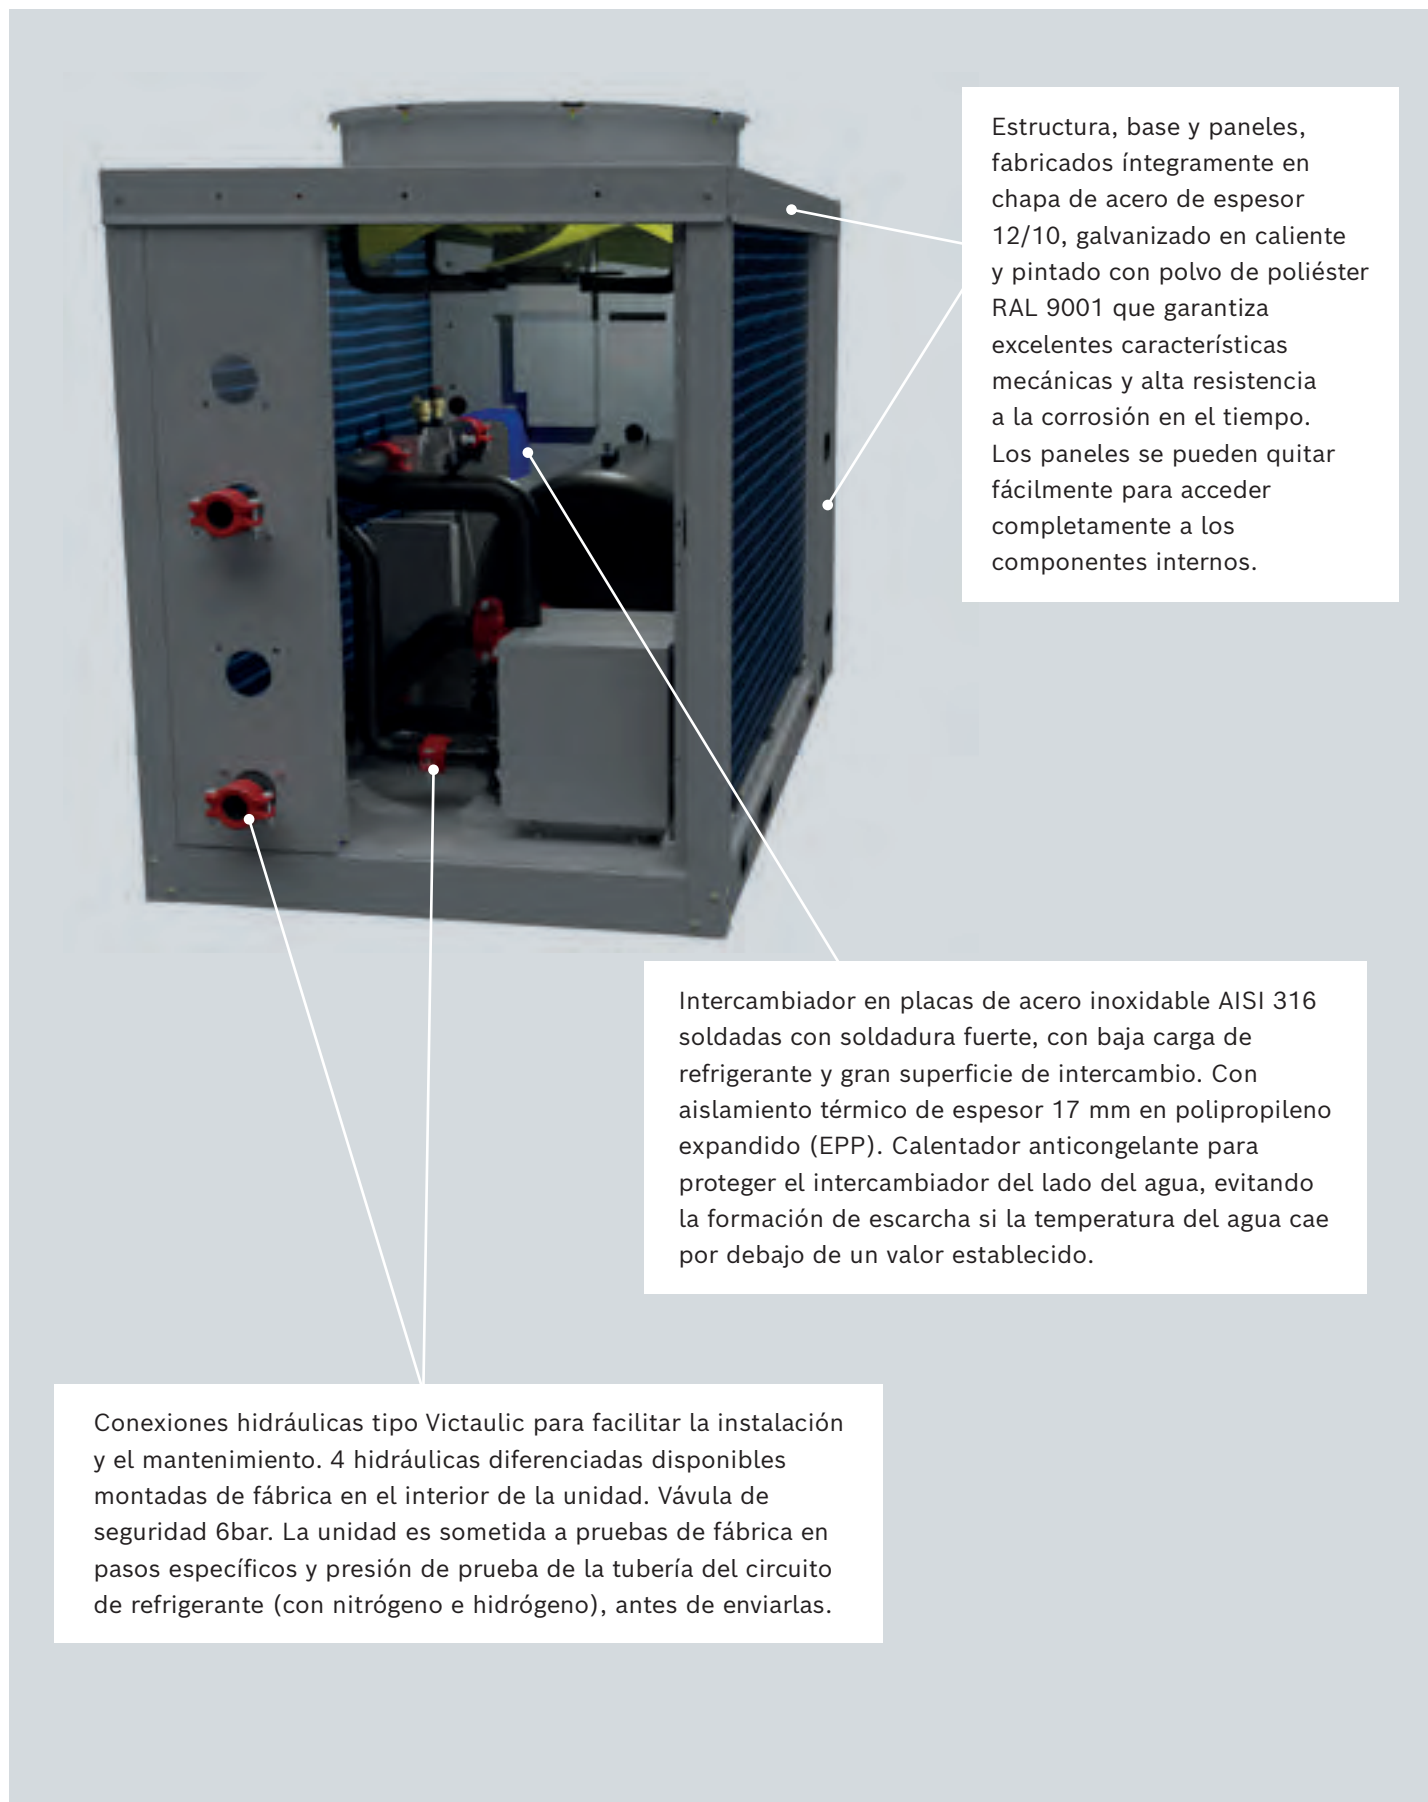 Estructura, base y paneles,
fabricados íntegramente en
chapa de acero de espesor
12/10, galvanizado en caliente
y pintado con polvo de poliéster
RAL 9001 que garantiza
excelentes características
mecánicas y alta resistencia
a la corrosión en el tiempo.
Los paneles se pueden quitar
fácilmente para acceder
completamente a los
componentes internos.
Intercambiador en placas de acero inoxidable AISI 316
soldadas con soldadura fuerte, con baja carga de
refrigerante y gran superficie de intercambio. Con
aislamiento térmico de espesor 17 mm en polipropileno
expandido (EPP). Calentador anticongelante para
proteger el intercambiador del lado del agua, evitando
la formación de escarcha si la temperatura del agua cae
por debajo de un valor establecido.
Conexiones hidráulicas tipo Victaulic para facilitar la instalación
y el mantenimiento. 4 hidráulicas diferenciadas disponibles
montadas de fábrica en el interior de la unidad. Vávula de
seguridad 6bar. La unidad es sometida a pruebas de fábrica en
pasos específicos y presión de prueba de la tubería del circuito
de refrigerante (con nitrógeno e hidrógeno), antes de enviarlas.